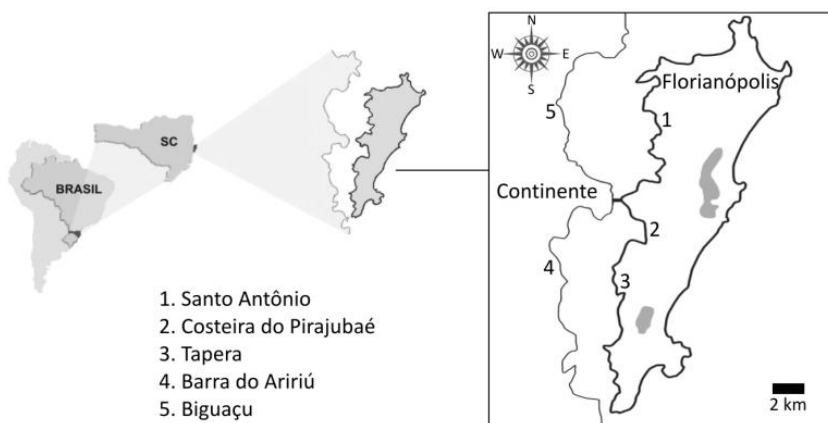 BRASIL
SC
1. Santo Antônio
2. Costeira do Pirajubaé
3. Tapera
4. Barra do Aririú
5. Biguaçu
N
W E
S
Florianópolis
5
1
Continente
2
4
3
2 km